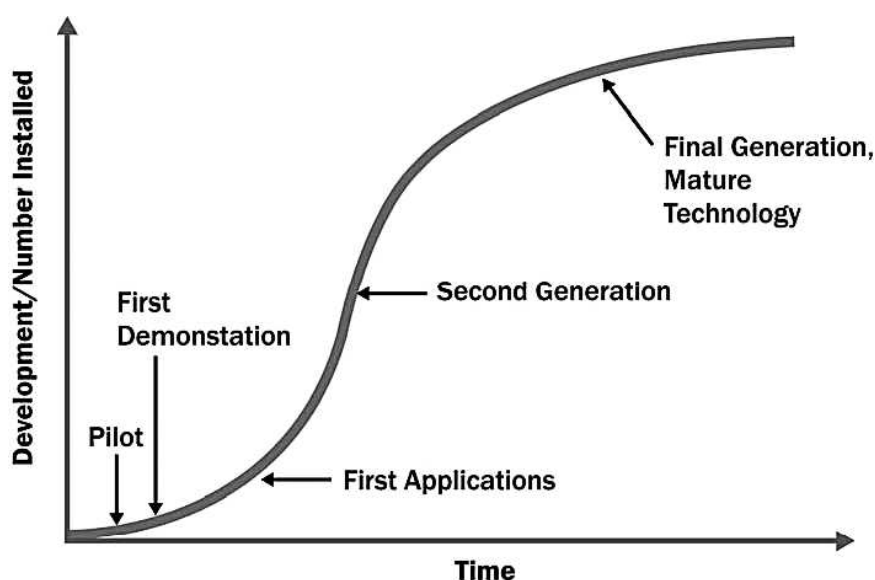 Development/Number Installed
First
Demonstation
Pilot
First Applications
Second Generation
Final Generation,
Mature
Technology
Time